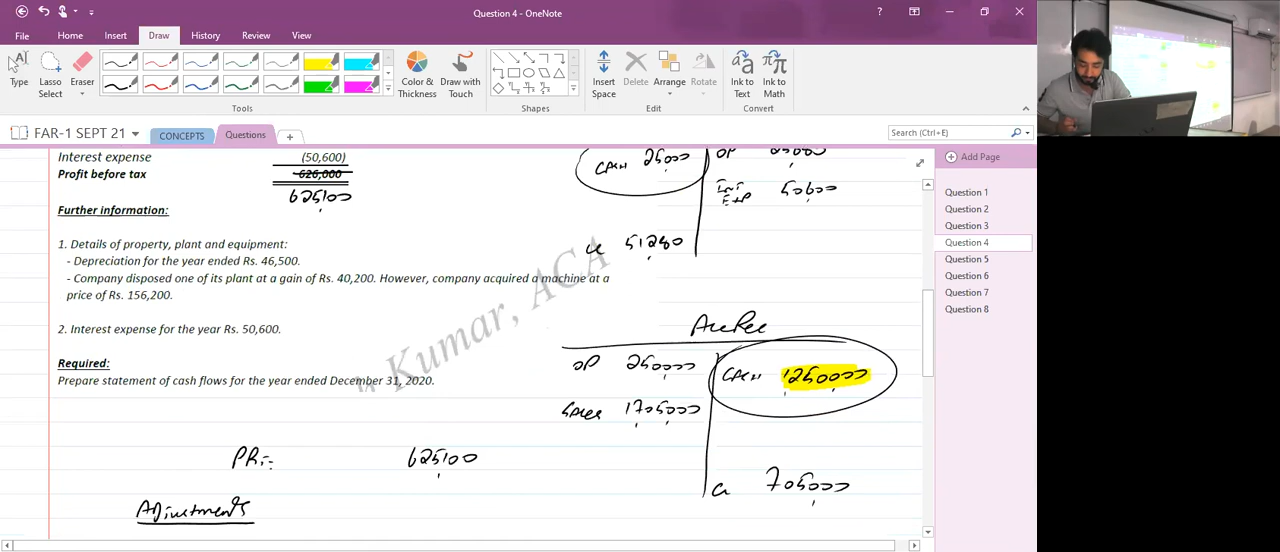 Question 4 - OneNote
File Home Insert Draw History Review View
Type Lasso Select Eraser Color & Thickness Draw with Touch Insert Space Delete Arrange Rotate Ink to Text Ink to Math
Tools Shapes Edit Convert
FAR-1 SEPT 21 CONCEPTS Questions Search (Ctrl+E)
Add Page
Question 1
Question 2
Question 3
Question 4
Question 5
Question 6
Question 7
Question 8
Interest expense (50,600)
Profit before tax 626,000
625100
Further information:
1. Details of property, plant and equipment:
- Depreciation for the year ended Rs. 46,500.
- Company disposed one of its plant at a gain of Rs. 40,200. However, company acquired a machine at a
price of Rs. 156,200.
2. Interest expense for the year Rs. 50,600.
Required:
Prepare statement of cash flows for the year ended December 31, 2020.
Kumar, ACA
CASH 25000 OP
Int Exp 50600
51280
OP 250000 CASH 1250000
Sales 1705000
705000
625100
Adjustments